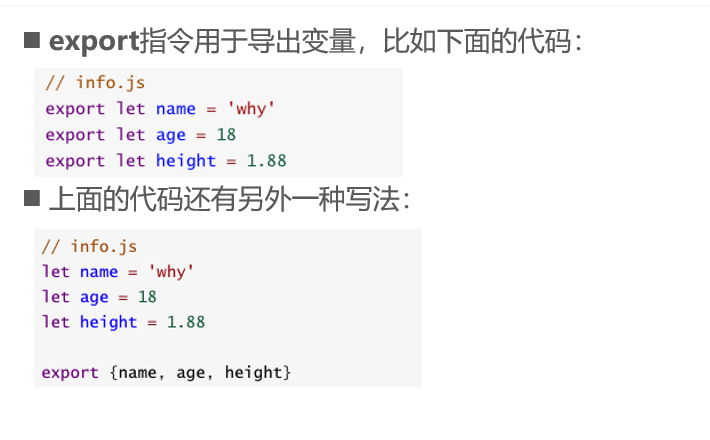 ■ export指令用于导出变量，比如下面的代码：
// info.js
export let name = 'why'
export let age = 18
export let height = 1.88
■ 上面的代码还有另外一种写法：
// info.js
let name = 'why'
let age = 18
let height = 1.88
export {name, age, height}